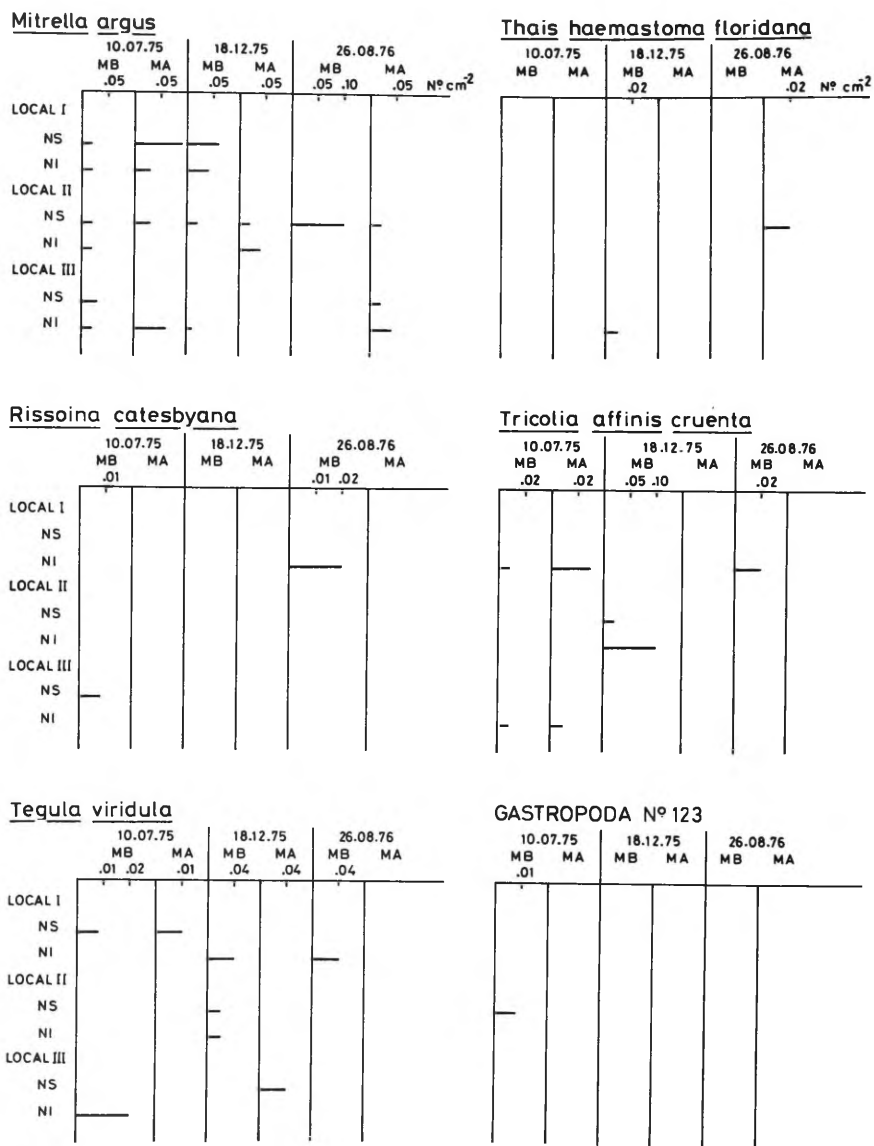 Mitrella argus
10.07.75 18.12.75 26.08.76
MB MA MB MA MB MA
.05 .05 .05 .05 .05 .10 .05 Nº cm-2
LOCAL I
NS
NI
LOCAL II
NS
NI
LOCAL III
NS
NI
Thais haemastoma floridana
10.07.75 18.12.75 26.08.76
MB MA MB MA MB MA
.02 .02 Nº cm-2
Rissoina catesbyana
10.07.75 18.12.75 26.08.76
MB MA MB MA MB MA
.01 .01 .02
LOCAL I
NS
NI
LOCAL II
NS
NI
LOCAL III
NS
NI
Tricolia affinis cruenta
10.07.75 18.12.75 26.08.76
MB MA MB MA MB MA
.02 .02 .05 .10 .02
Tegula viridula
10.07.75 18.12.75 26.08.76
MB MA MB MA MB MA
.01 .02 .01 .04 .04 .04
LOCAL I
NS
NI
LOCAL II
NS
NI
LOCAL III
NS
NI
GASTROPODA Nº 123
10.07.75 18.12.75 26.08.76
MB MA MB MA MB MA
.01